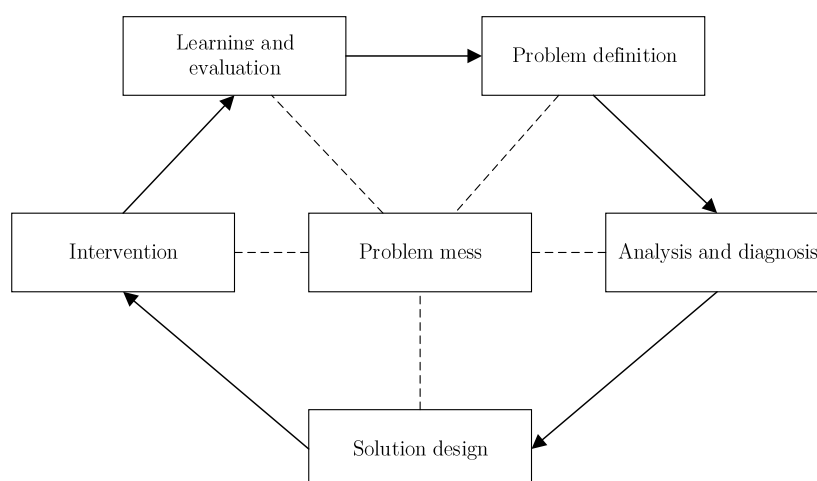 Learning and
evaluation
Problem definition
Intervention
Problem mess
Analysis and diagnosis
Solution design